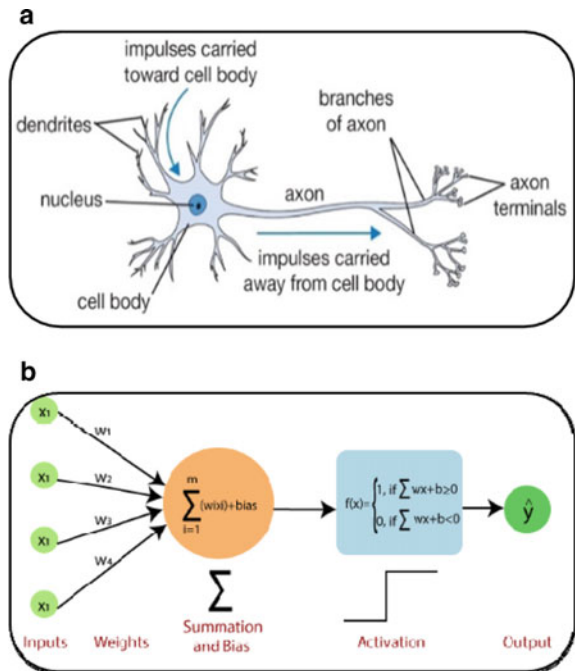 a
impulses carried
toward cell body
dendrites
branches
of axon
nucleus
axon
axon
terminals
impulses carried
away from cell body
cell body
b
x₁
w₁
x₁
w₂
x₁
w₃
x₁
w₄
m
∑(wixi)+bias
i=1
f(x)={1, if ∑ wx+b≥0
0, if ∑ wx+b<0
ŷ
∑
Inputs Weights Summation
and Bias
Activation Output